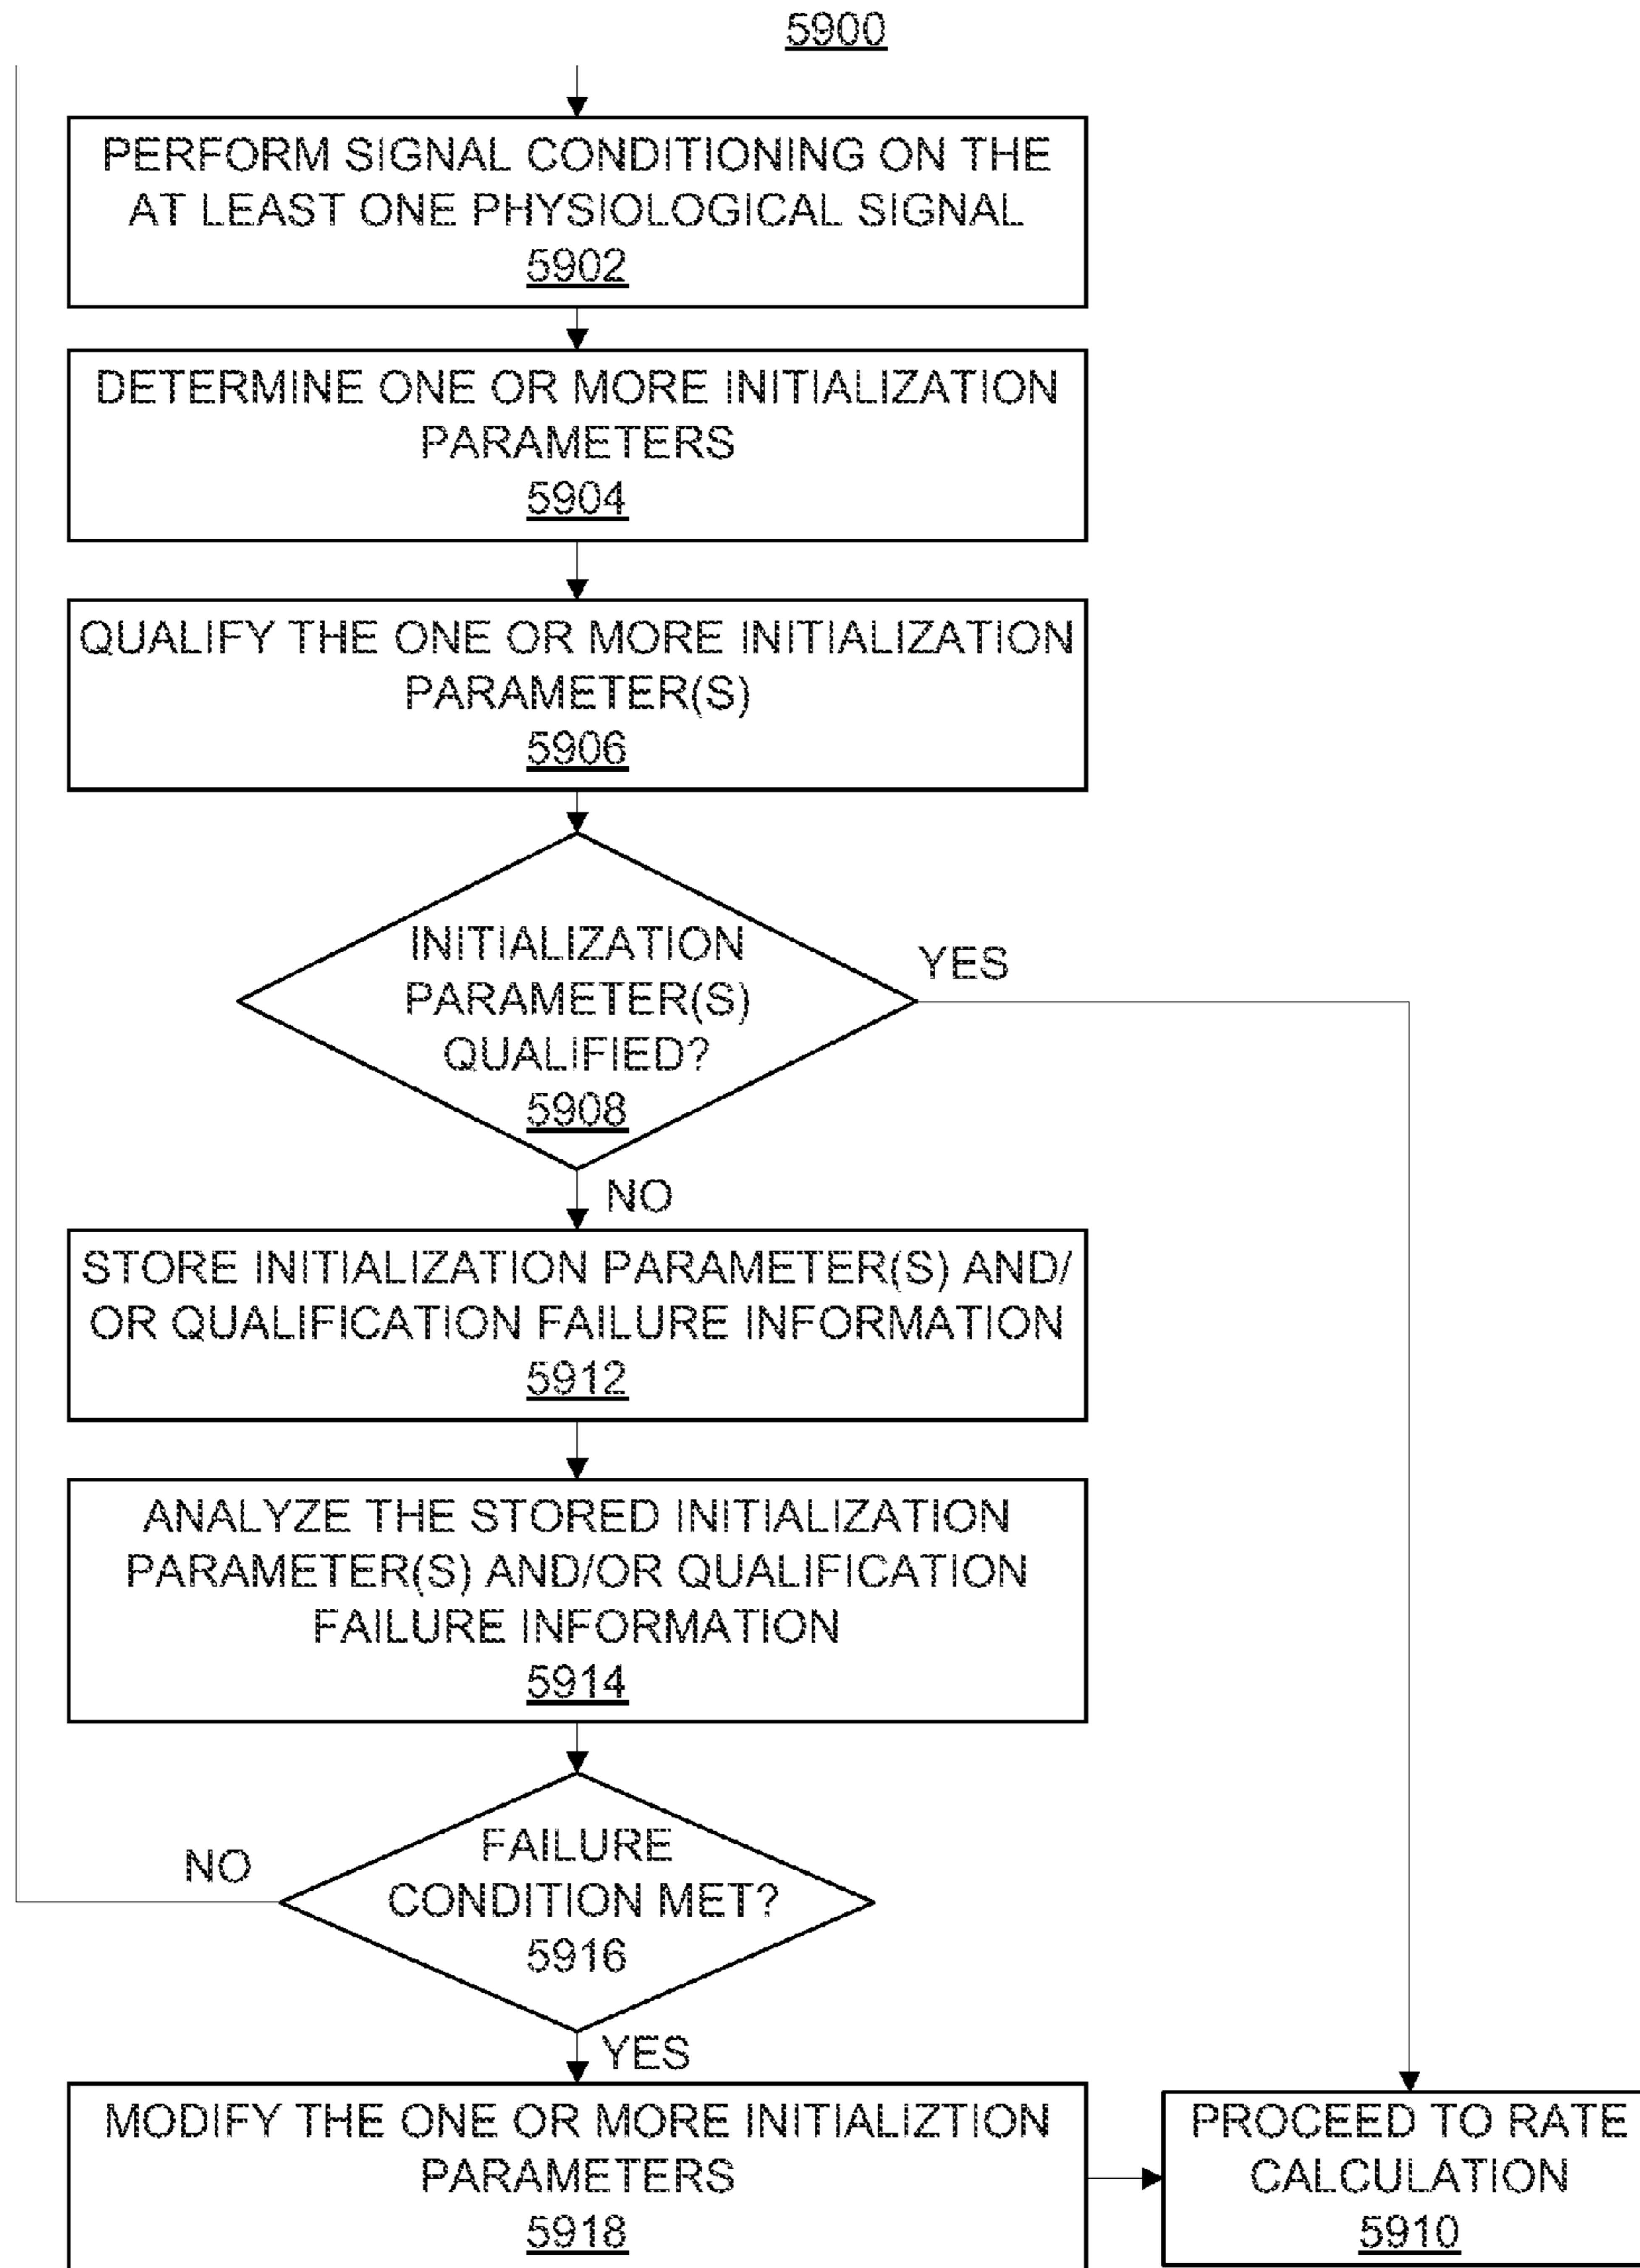 5900
PERFORM SIGNAL CONDITIONING ON THE
AT LEAST ONE PHYSIOLOGICAL SIGNAL
5902
DETERMINE ONE OR MORE INITIALIZATION
PARAMETERS
5904
QUALIFY THE ONE OR MORE INITIALIZATION
PARAMETER(S)
5906
INITIALIZATION
PARAMETER(S)
QUALIFIED?
5908
YES
NO
STORE INITIALIZATION PARAMETER(S) AND/
OR QUALIFICATION FAILURE INFORMATION
5912
ANALYZE THE STORED INITIALIZATION
PARAMETER(S) AND/OR QUALIFICATION
FAILURE INFORMATION
5914
FAILURE
CONDITION MET?
5916
NO
YES
MODIFY THE ONE OR MORE INITIALIZTION
PARAMETERS
5918
PROCEED TO RATE
CALCULATION
5910